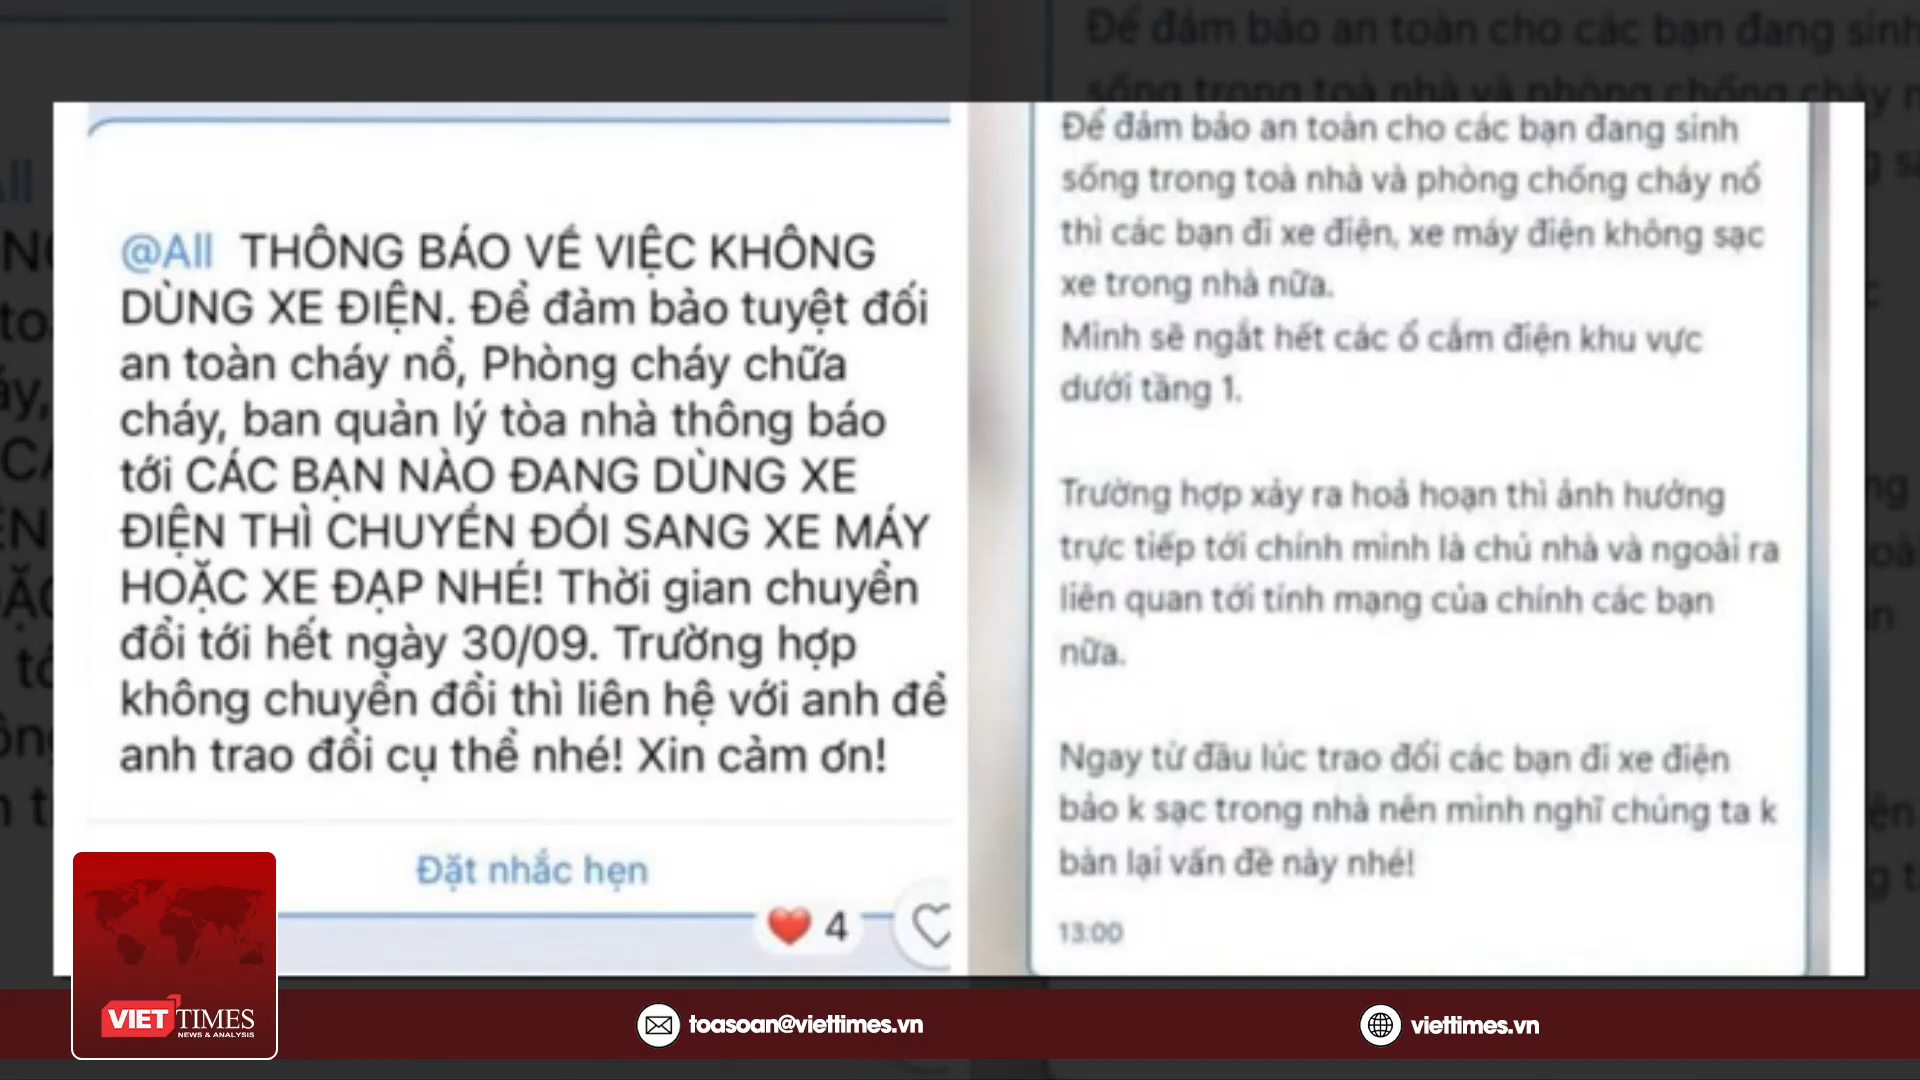 @All THÔNG BÁO VỀ VIỆC KHÔNG
DÙNG XE ĐIỆN. Để đảm bảo tuyệt đối
an toàn cháy nổ, Phòng cháy chữa
cháy, ban quản lý tòa nhà thông báo
tới CÁC BẠN NÀO ĐANG DÙNG XE
ĐIỆN THÌ CHUYỂN ĐỔI SANG XE MÁY
HOẶC XE ĐẠP NHÉ! Thời gian chuyển
đổi tới hết ngày 30/09. Trường hợp
không chuyển đổi thì liên hệ với anh để
anh trao đổi cụ thể nhé! Xin cảm ơn!
Đặt nhắc hẹn
4
Để đảm bảo an toàn cho các bạn đang sinh
sống trong toà nhà và phòng chống cháy nổ
thì các bạn đi xe điện, xe máy điện không sạc
xe trong nhà nữa.
Mình sẽ ngắt hết các ổ cắm điện khu vực
dưới tầng 1.
Trường hợp xảy ra hoả hoạn thì ảnh hưởng
trực tiếp tới chính mình là chủ nhà và ngoài ra
liên quan tới tính mạng của chính các bạn
nữa.
Ngay từ đầu lúc trao đổi các bạn đi xe điện
bảo k sạc trong nhà nên mình nghĩ chúng ta k
bàn lại vấn đề này nhé!
13:00
VIET TIMES
NEWS & ANALYSIS
toasoan@viettimes.vn
viettimes.vn